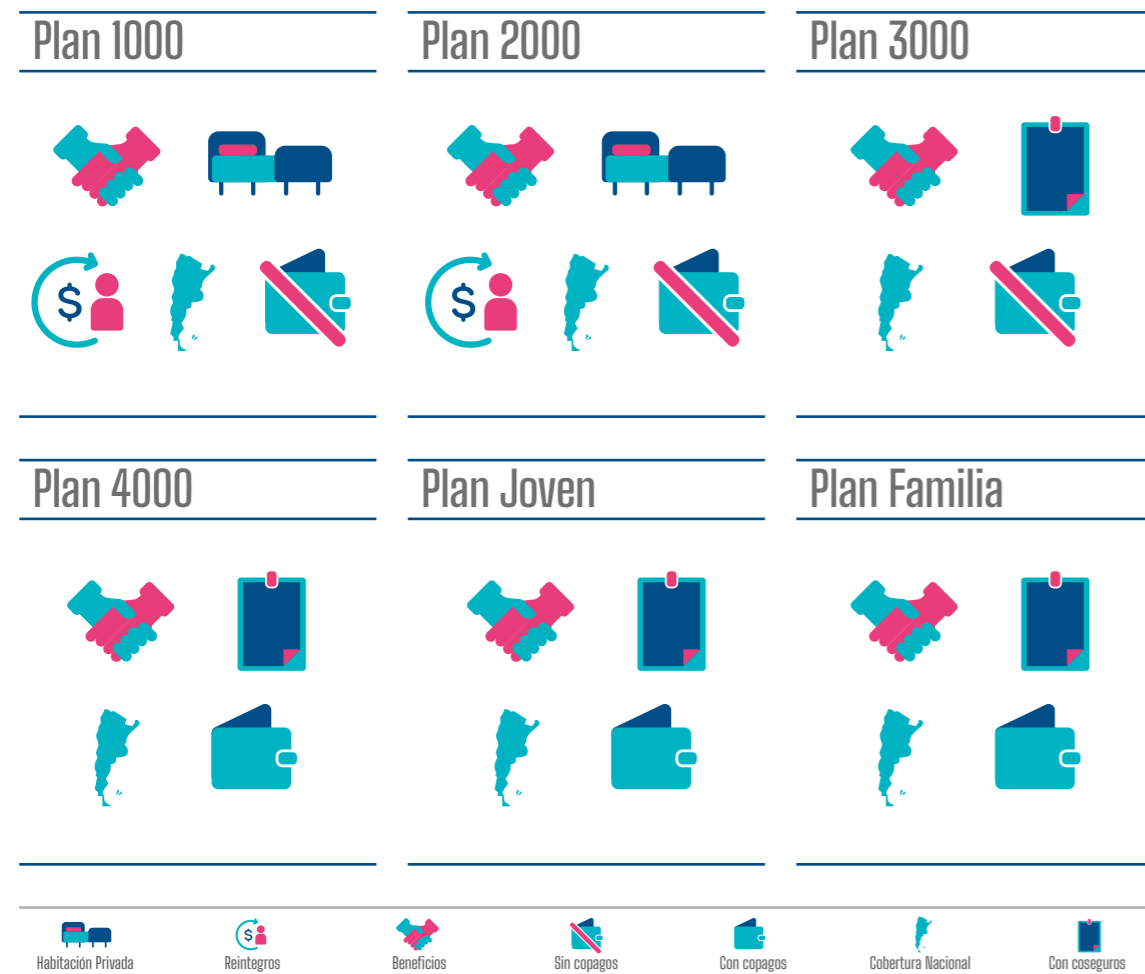 Plan 1000
Plan 2000
Plan 3000
$
$
Plan 4000
Plan Joven
Plan Familia
$
Habitación Privada
Reintegros
Beneficios
Sin copagos
Con copagos
Cobertura Nacional
Con coseguros